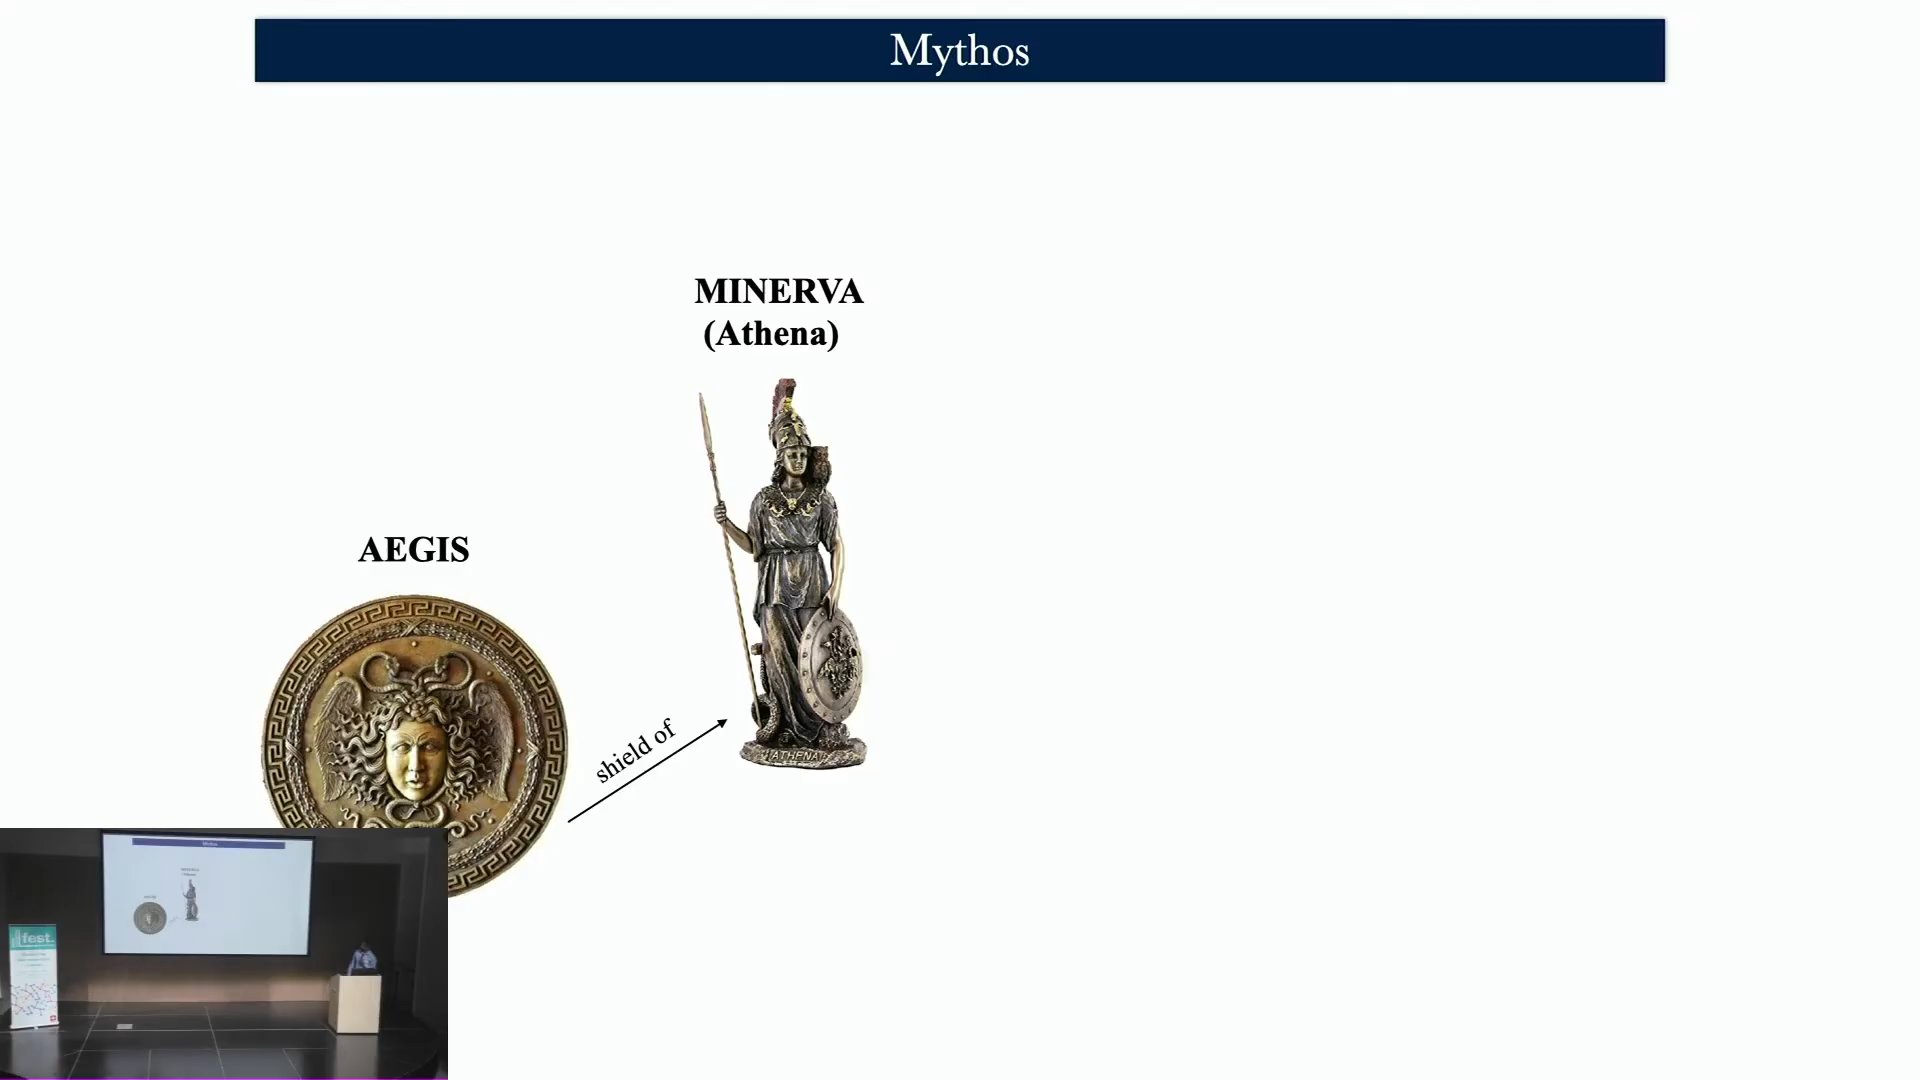 Mythos
MINERVA
(Athena)
AEGIS
shield of
ATHENA
fest.